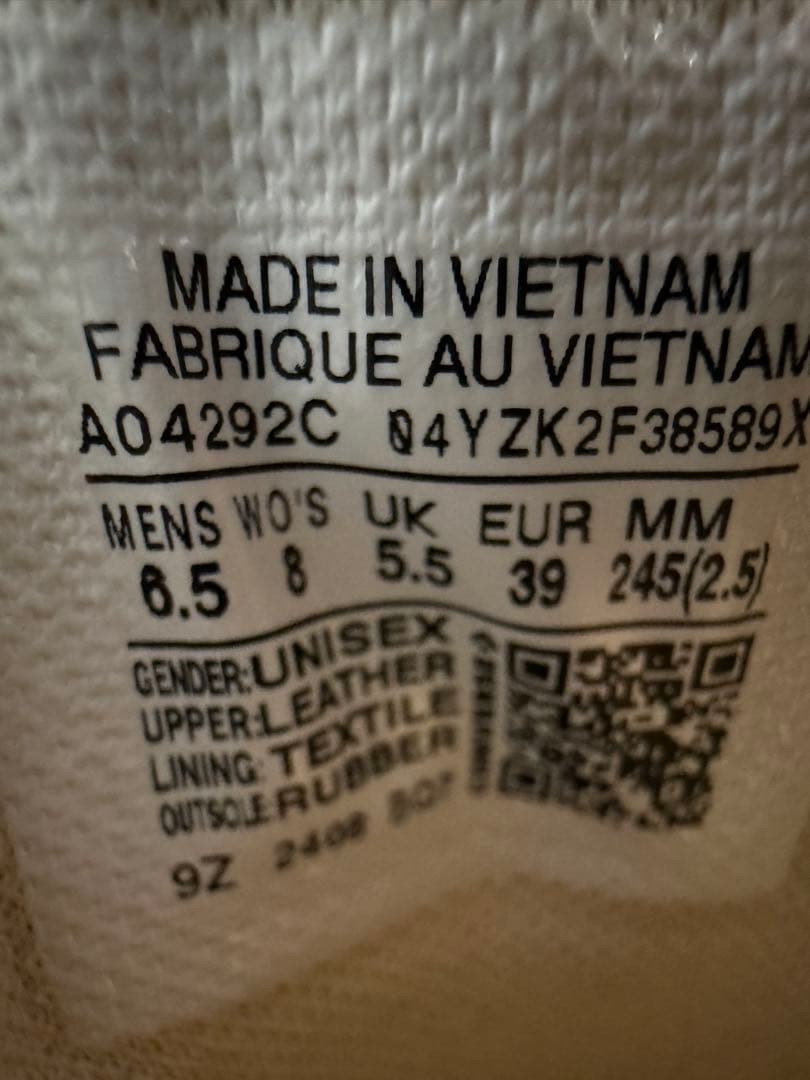 MADE IN VIETNAM
FABRIQUE AU VIETNAM
A04292C 04YZK2F38589X
MENS WO'S UK EUR MM
6.5 8 5.5 39 245(2.5)
GENDER:UNISEX
UPPER:LEATHER
LINING:TEXTILE
OUTSOLE:RUBBER
9Z 2408